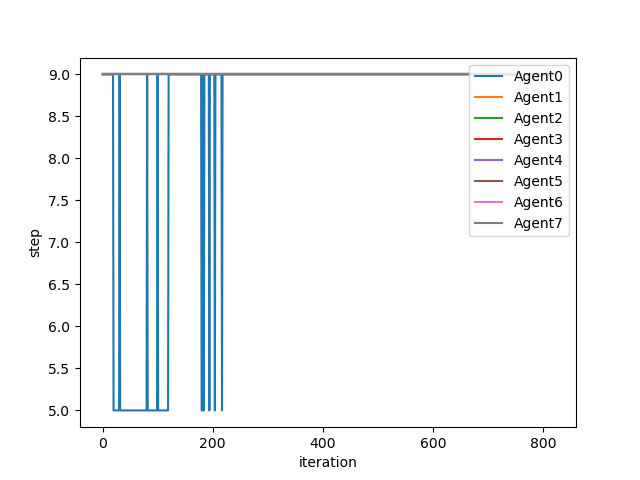 9.0
8.5
8.0
7.5
7.0
6.5
6.0
5.5
5.0
step
0 200 400 600 800
iteration
Agent0
Agent1
Agent2
Agent3
Agent4
Agent5
Agent6
Agent7